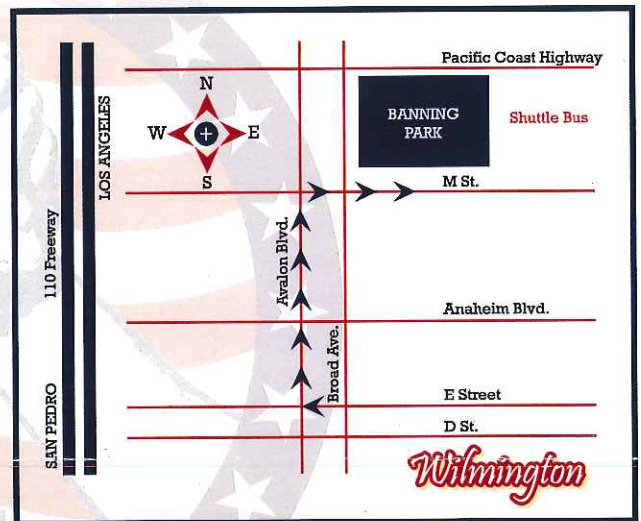 Pacific Coast Highway
N
W
E
S
BANNING
PARK
Shuttle Bus
LOS ANGELES
M St.
110 Freeway
Avalon Blvd.
Anaheim Blvd.
Broad Ave.
E Street
SAN PEDRO
D St.
Wilmington